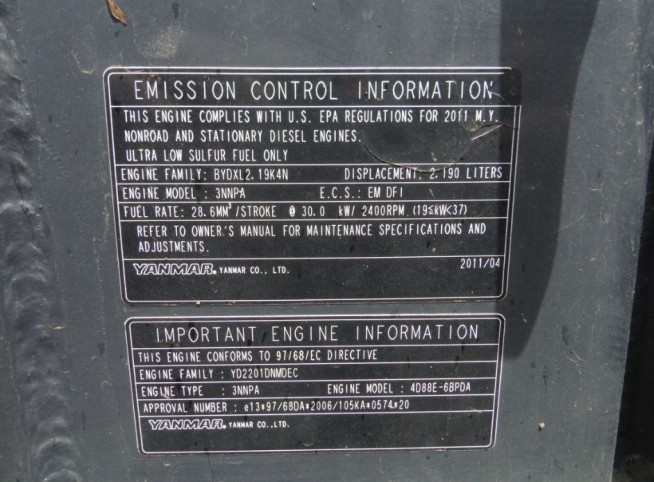 EMISSION CONTROL INFORMATION
THIS ENGINE COMPLIES WITH U.S. EPA REGULATIONS FOR 2011 M.Y.
NONROAD AND STATIONARY DIESEL ENGINES.
ULTRA LOW SULFUR FUEL ONLY
ENGINE FAMILY: BYDXL2.19K4N DISPLACEMENT: 2.190 LITERS
ENGINE MODEL : 3NNPA E.C.S.: EM DFI
FUEL RATE: 28.6MM³/STROKE @ 30.0 kW/ 2400RPM (19≤kW<37)
REFER TO OWNER'S MANUAL FOR MAINTENANCE SPECIFICATIONS AND
ADJUSTMENTS.
YANMAR. YANMAR CO., LTD. 2011/04
IMPORTANT ENGINE INFORMATION
THIS ENGINE CONFORMS TO 97/68/EC DIRECTIVE
ENGINE FAMILY : YD2201DNMDEC
ENGINE TYPE : 3NNPA ENGINE MODEL : 4D88E-6BPDA
APPROVAL NUMBER : e13*97/68DA*2006/105KA*0574*20
YANMAR. YANMAR CO., LTD.